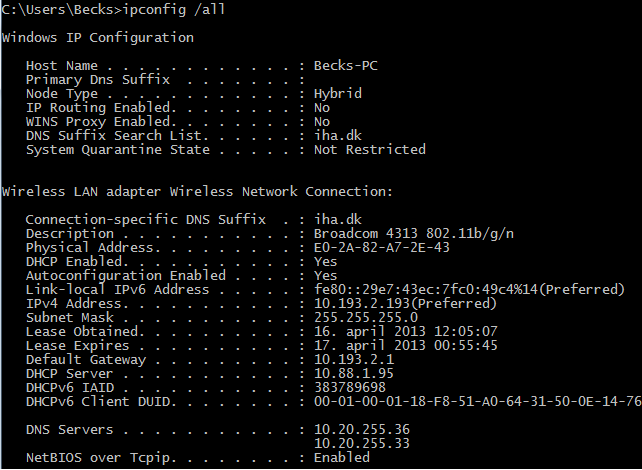 C:\Users\Becks>ipconfig /all
Windows IP Configuration
Host Name . . . . . . . . . . . . : Becks-PC
Primary Dns Suffix  . . . . . . . :
Node Type . . . . . . . . . . . . : Hybrid
IP Routing Enabled. . . . . . . . : No
WINS Proxy Enabled. . . . . . . . : No
DNS Suffix Search List. . . . . . : iha.dk
System Quarantine State . . . . . : Not Restricted
Wireless LAN adapter Wireless Network Connection:
Connection-specific DNS Suffix  . : iha.dk
Description . . . . . . . . . . . : Broadcom 4313 802.11b/g/n
Physical Address. . . . . . . . . : E0-2A-82-A7-2E-43
DHCP Enabled. . . . . . . . . . . : Yes
Autoconfiguration Enabled . . . . : Yes
Link-local IPv6 Address . . . . . : fe80::29e7:43ec:7fc0:49c4%14(Preferred)
IPv4 Address. . . . . . . . . . . : 10.193.2.193(Preferred)
Subnet Mask . . . . . . . . . . . : 255.255.255.0
Lease Obtained. . . . . . . . . . : 16. april 2013 12:05:07
Lease Expires . . . . . . . . . . : 17. april 2013 00:55:45
Default Gateway . . . . . . . . . : 10.193.2.1
DHCP Server . . . . . . . . . . . : 10.88.1.95
DHCPv6 IAID . . . . . . . . . . . : 383789698
DHCPv6 Client DUID. . . . . . . . : 00-01-00-01-18-F8-51-A0-64-31-50-0E-14-76
DNS Servers . . . . . . . . . . . : 10.20.255.36
10.20.255.33
NetBIOS over Tcpip. . . . . . . . : Enabled